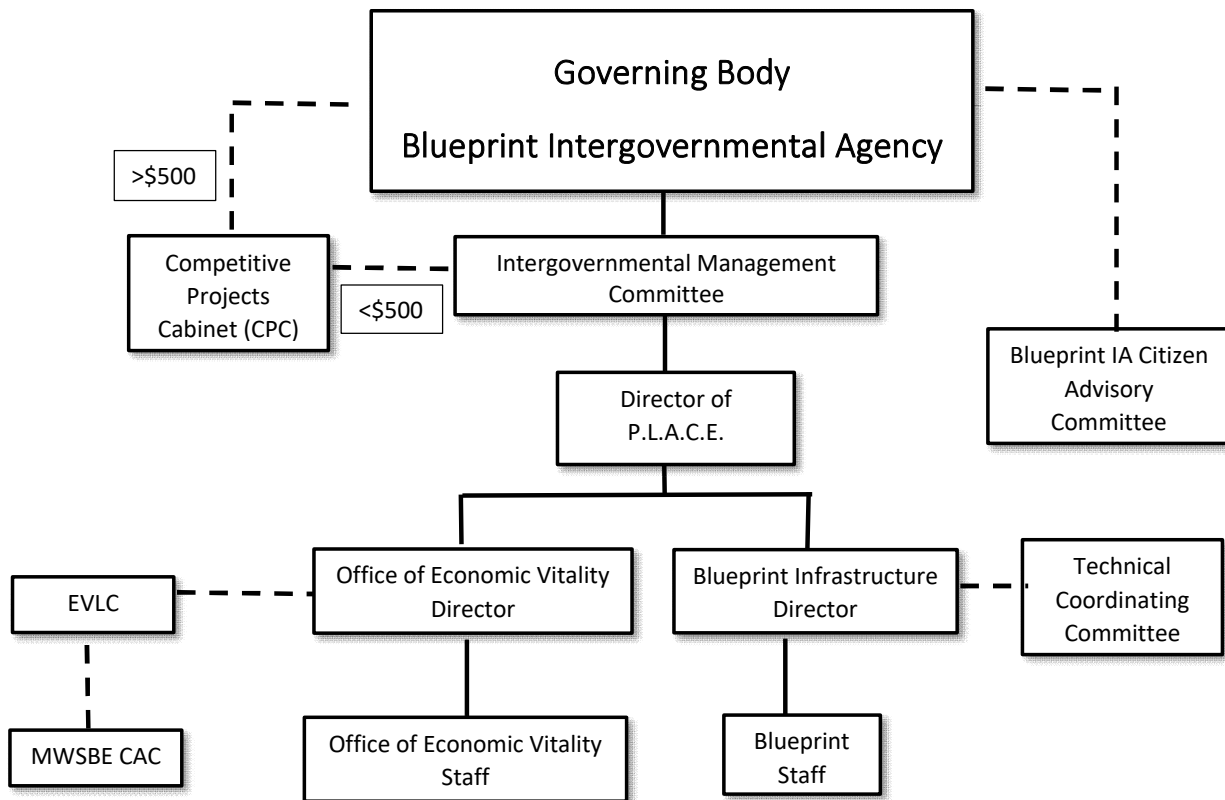 Governing Body
Blueprint Intergovernmental Agency
>$500
Competitive
Projects
Cabinet (CPC)
<$500
Intergovernmental Management
Committee
Blueprint IA Citizen
Advisory
Committee
Director of
P.L.A.C.E.
EVLC
Office of Economic Vitality
Director
Blueprint Infrastructure
Director
Technical
Coordinating
Committee
MWSBE CAC
Office of Economic Vitality
Staff
Blueprint
Staff